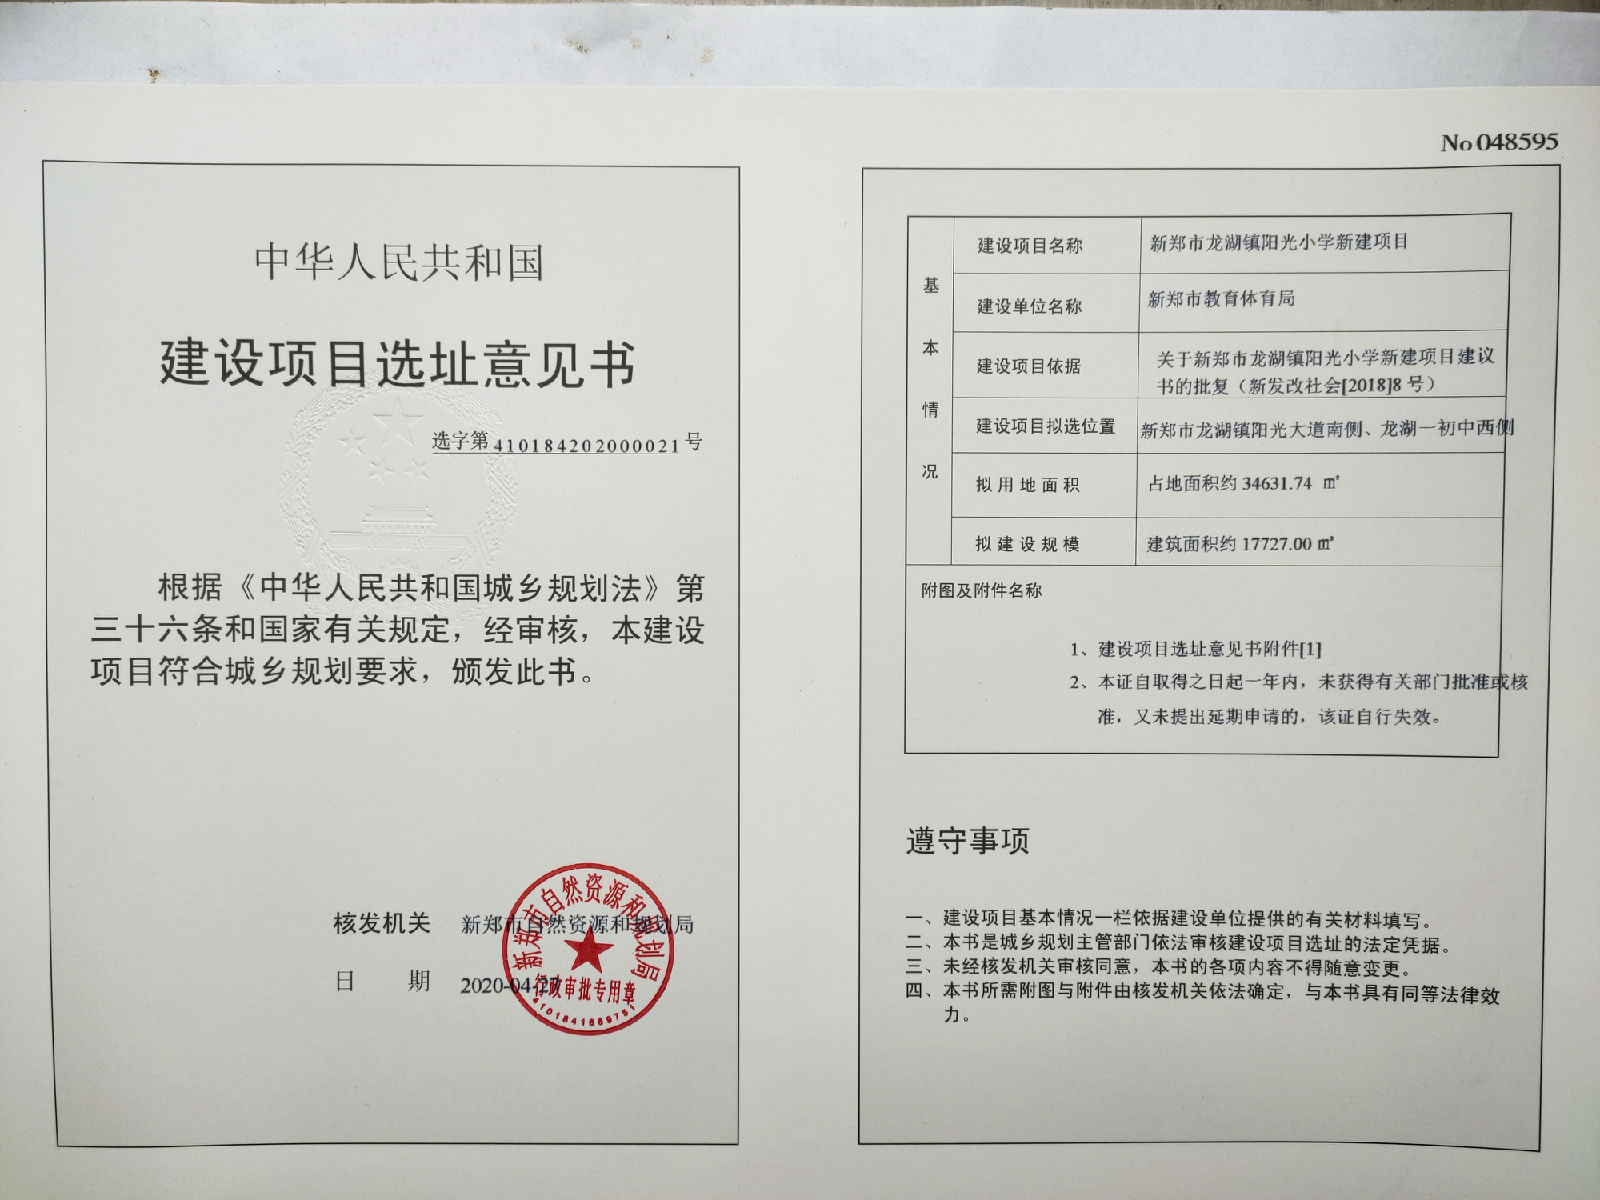 中华人民共和国
建设项目选址意见书
选字第410184202000021号
根据《中华人民共和国城乡规划法》第
三十六条和国家有关规定，经审核，本建设
项目符合城乡规划要求，颁发此书。
核发机关 新郑市自然资源和规划局
日 期 2020-04-27
新郑市自然资源和规划局
行政审批专用章
No 048595
基本情况
建设项目名称 新郑市龙湖镇阳光小学新建项目
建设单位名称 新郑市教育体育局
建设项目依据 关于新郑市龙湖镇阳光小学新建项目建议
书的批复（新发改社会[2018]8号）
建设项目拟选位置 新郑市龙湖镇阳光大道南侧、龙湖一初中西侧
拟用地面积 占地面积约 34631.74 ㎡
拟建设规模 建筑面积约 17727.00 ㎡
附图及附件名称
1、建设项目选址意见书附件[1]
2、本证自取得之日起一年内，未获得有关部门批准或核
准，又未提出延期申请的，该证自行失效。
遵守事项
一、建设项目基本情况一栏依据建设单位提供的有关材料填写。
二、本书是城乡规划主管部门依法审核建设项目选址的法定凭据。
三、未经核发机关审核同意，本书的各项内容不得随意变更。
四、本书所需附图与附件由核发机关依法确定，与本书具有同等法律效
力。